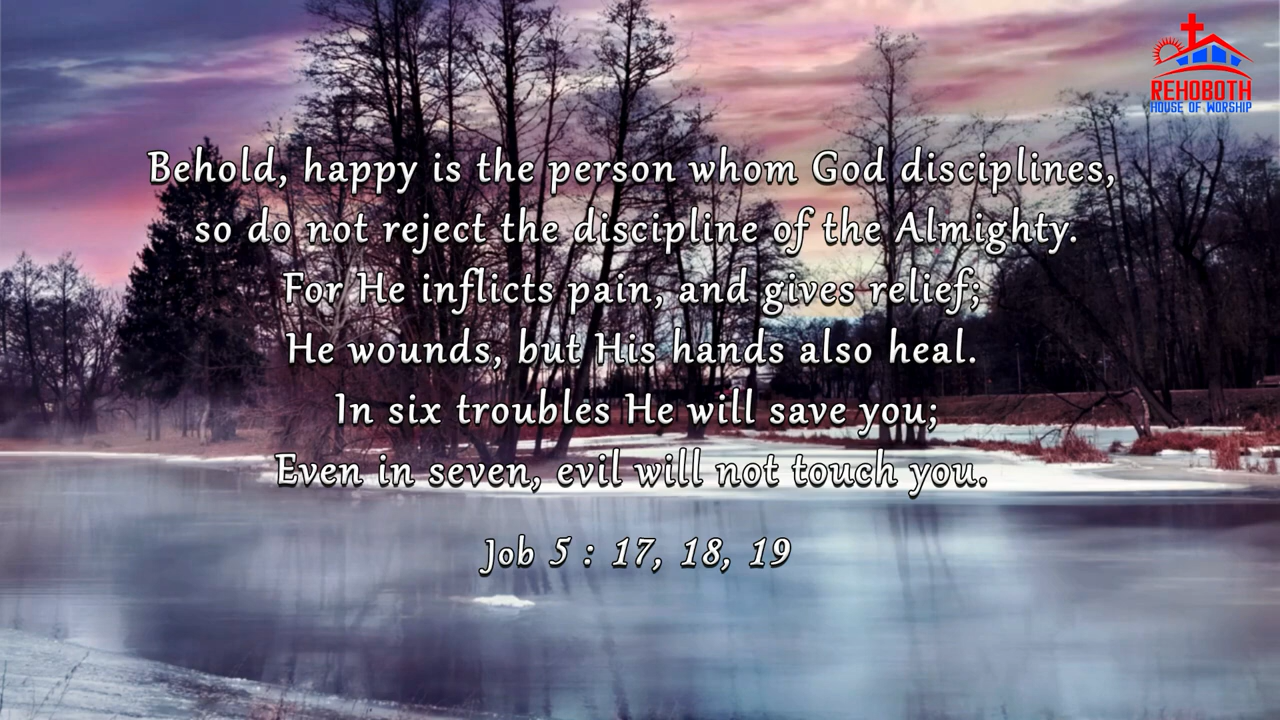 REHOBOTH
HOUSE OF WORSHIP
Behold, happy is the person whom God disciplines,
so do not reject the discipline of the Almighty.
For He inflicts pain, and gives relief;
He wounds, but His hands also heal.
In six troubles He will save you;
Even in seven, evil will not touch you.
Job 5 : 17, 18, 19